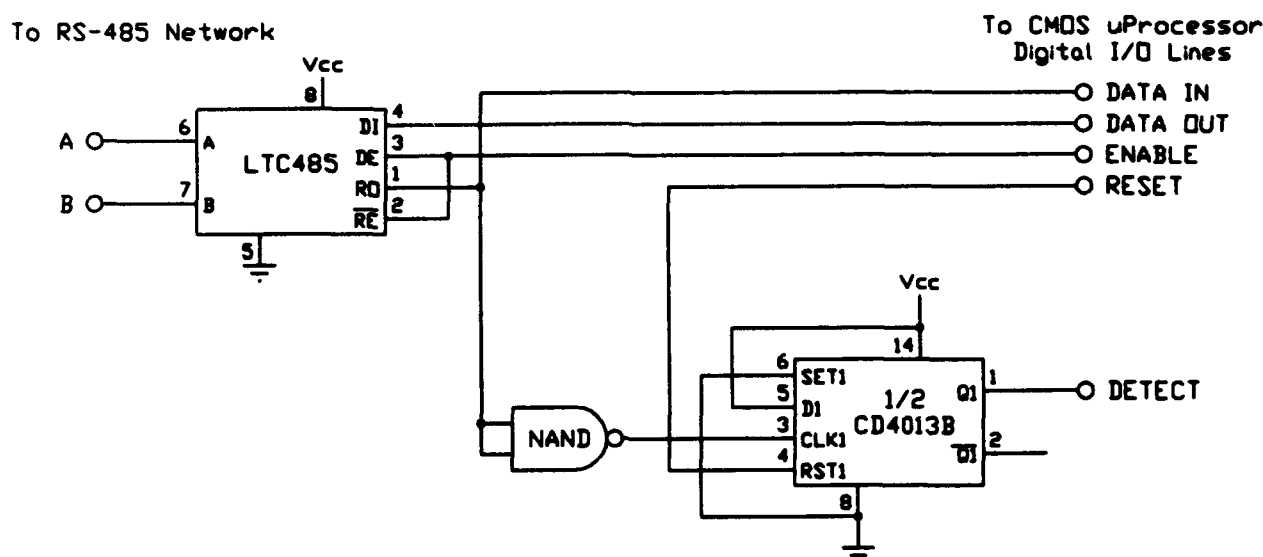 To RS-485 Network
To CMOS uProcessor
Digital I/O Lines
Vcc
8
DATA IN
4
DI
DATA OUT
6
A
A
3
DE
ENABLE
LTC485
1
RO
RESET
7
B
B
2
RE
5
Vcc
14
6
SET1
5
D1
1/2
CD4013B
Q1
1
DETECT
NAND
3
CLK1
Q1
2
4
RST1
8